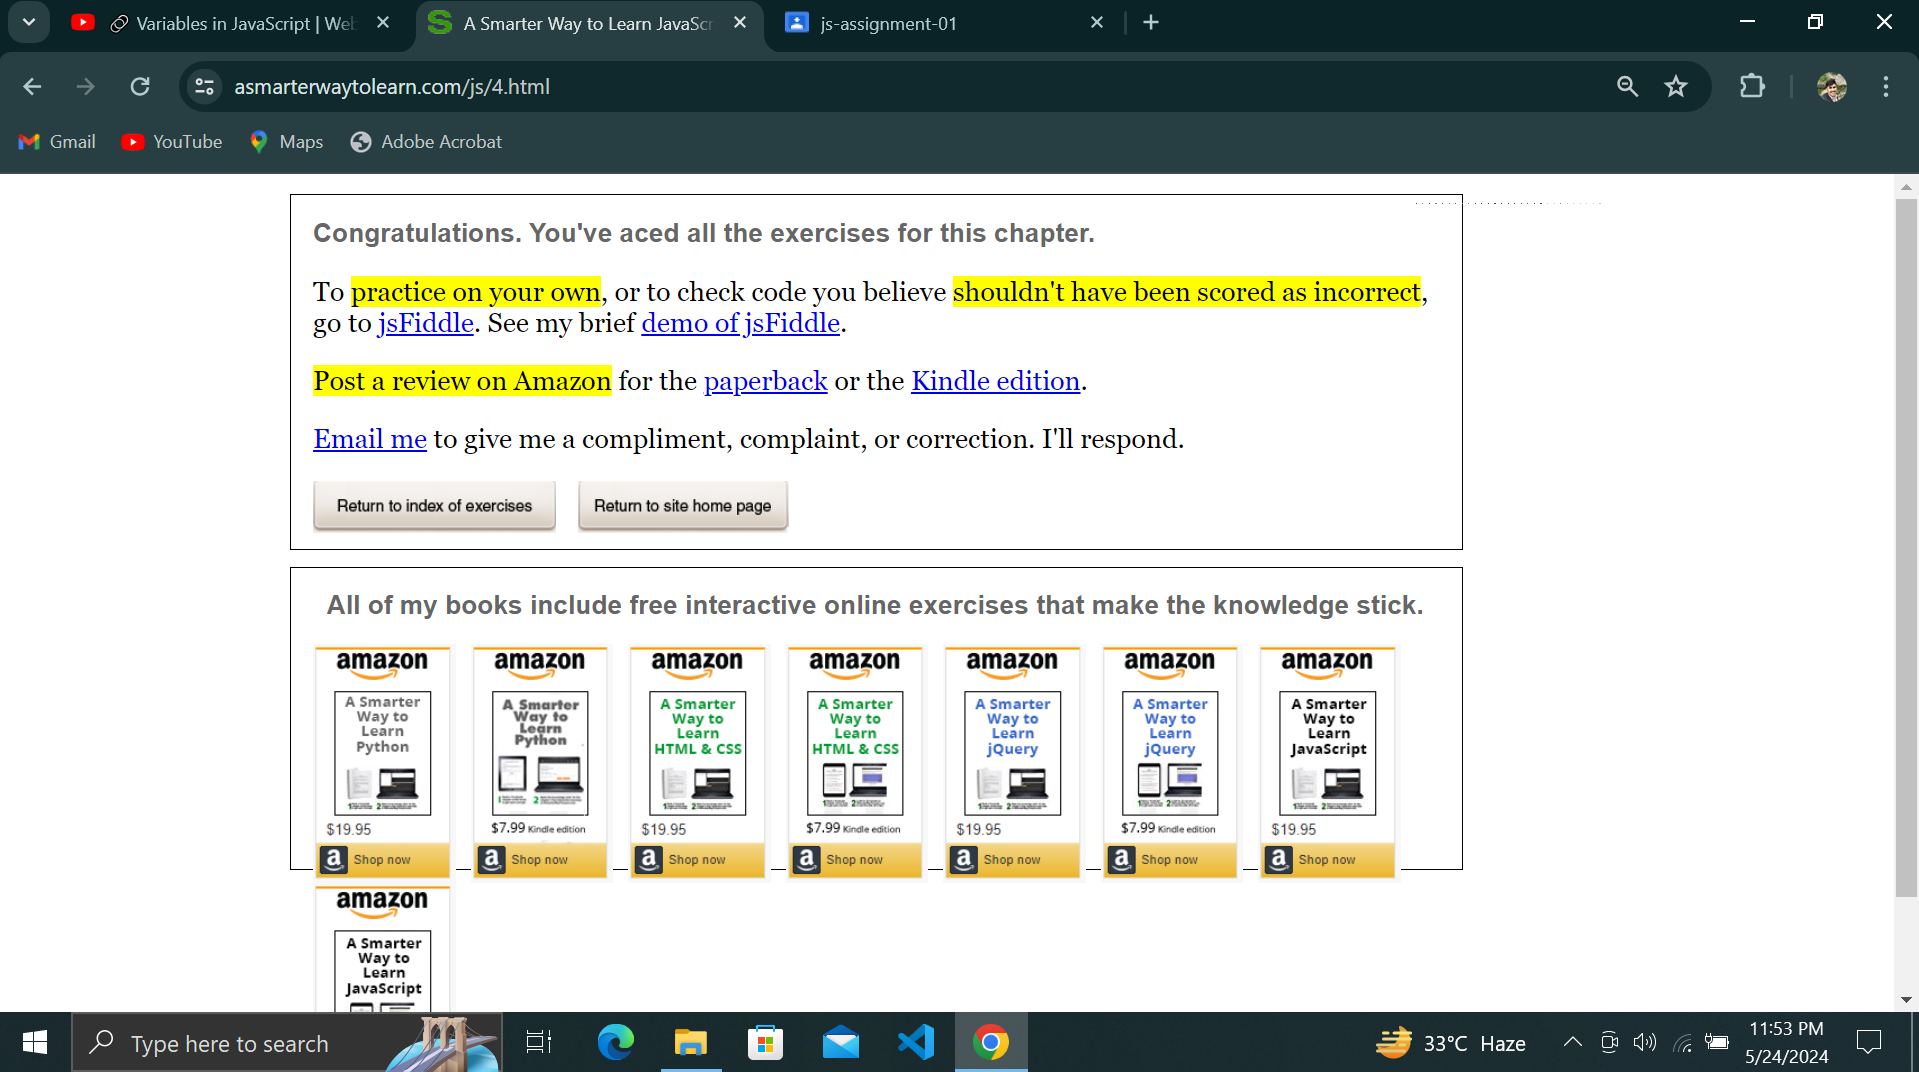 Variables in JavaScript | Web
A Smarter Way to Learn JavaScr
js-assignment-01
asmarterwaytolearn.com/js/4.html
Gmail
YouTube
Maps
Adobe Acrobat
Congratulations. You've aced all the exercises for this chapter.
To practice on your own, or to check code you believe shouldn't have been scored as incorrect,
go to jsFiddle. See my brief demo of jsFiddle.
Post a review on Amazon for the paperback or the Kindle edition.
Email me to give me a compliment, complaint, or correction. I'll respond.
Return to index of exercises
Return to site home page
All of my books include free interactive online exercises that make the knowledge stick.
amazon
A Smarter
Way to
Learn
Python
$19.95
a Shop now
amazon
A Smarter
Way to
Learn
Python
$7.99 Kindle edition
a Shop now
amazon
A Smarter
Way to
Learn
HTML & CSS
$19.95
a Shop now
amazon
A Smarter
Way to
Learn
HTML & CSS
$7.99 Kindle edition
a Shop now
amazon
A Smarter
Way to
Learn
jQuery
$19.95
a Shop now
amazon
A Smarter
Way to
Learn
jQuery
$7.99 Kindle edition
a Shop now
amazon
A Smarter
Way to
Learn
JavaScript
$19.95
a Shop now
amazon
A Smarter
Way to
Learn
JavaScript
Type here to search
33°C Haze
11:53 PM
5/24/2024